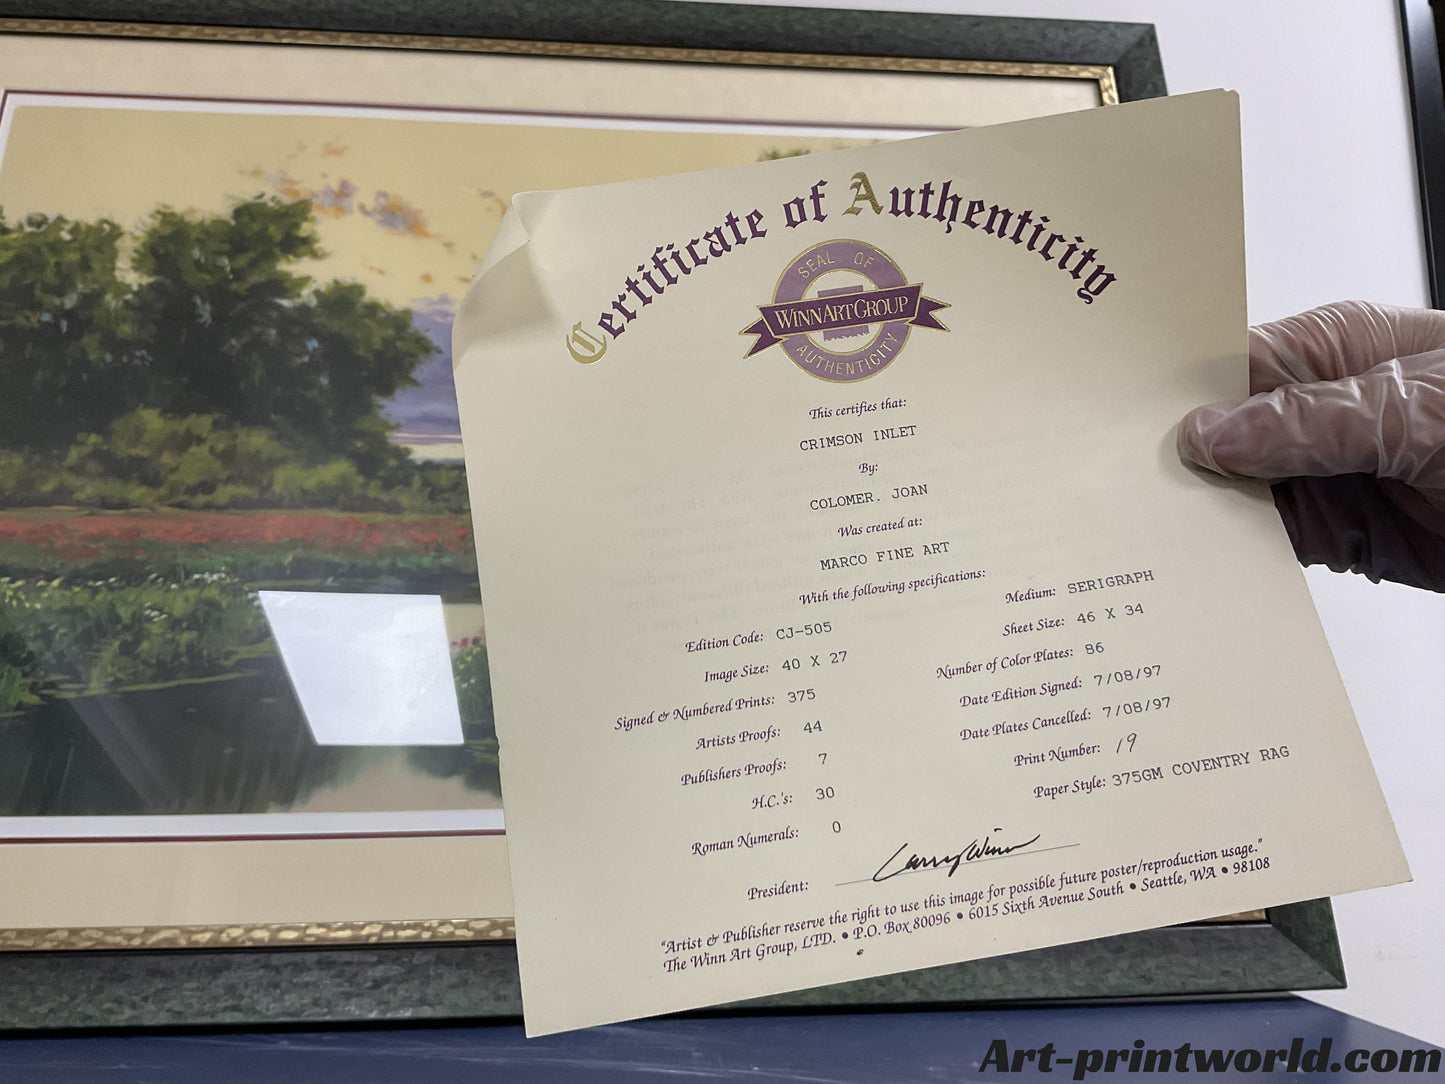 Certificate of Authenticity
SEAL OF
WINN ART GROUP
AUTHENTICITY
This certifies that:
CRIMSON INLET
By:
COLOMER. JOAN
Was created at:
MARCO FINE ART
With the following specifications:
Edition Code: CJ-505
Image Size: 40 X 27
Signed & Numbered Prints: 375
Artists Proofs: 44
Publishers Proofs: 7
H.C.'s: 30
Roman Numerals: 0
Medium: SERIGRAPH
Sheet Size: 46 X 34
Number of Color Plates: 86
Date Edition Signed: 7/08/97
Date Plates Cancelled: 7/08/97
Print Number: 19
Paper Style: 375GM COVENTRY RAG
President: Larry Winn
"Artist & Publisher reserve the right to use this image for possible future poster/reproduction usage."
The Winn Art Group, LTD. • P.O. Box 80096 • 6015 Sixth Avenue South • Seattle, WA • 98108
Art-printworld.com